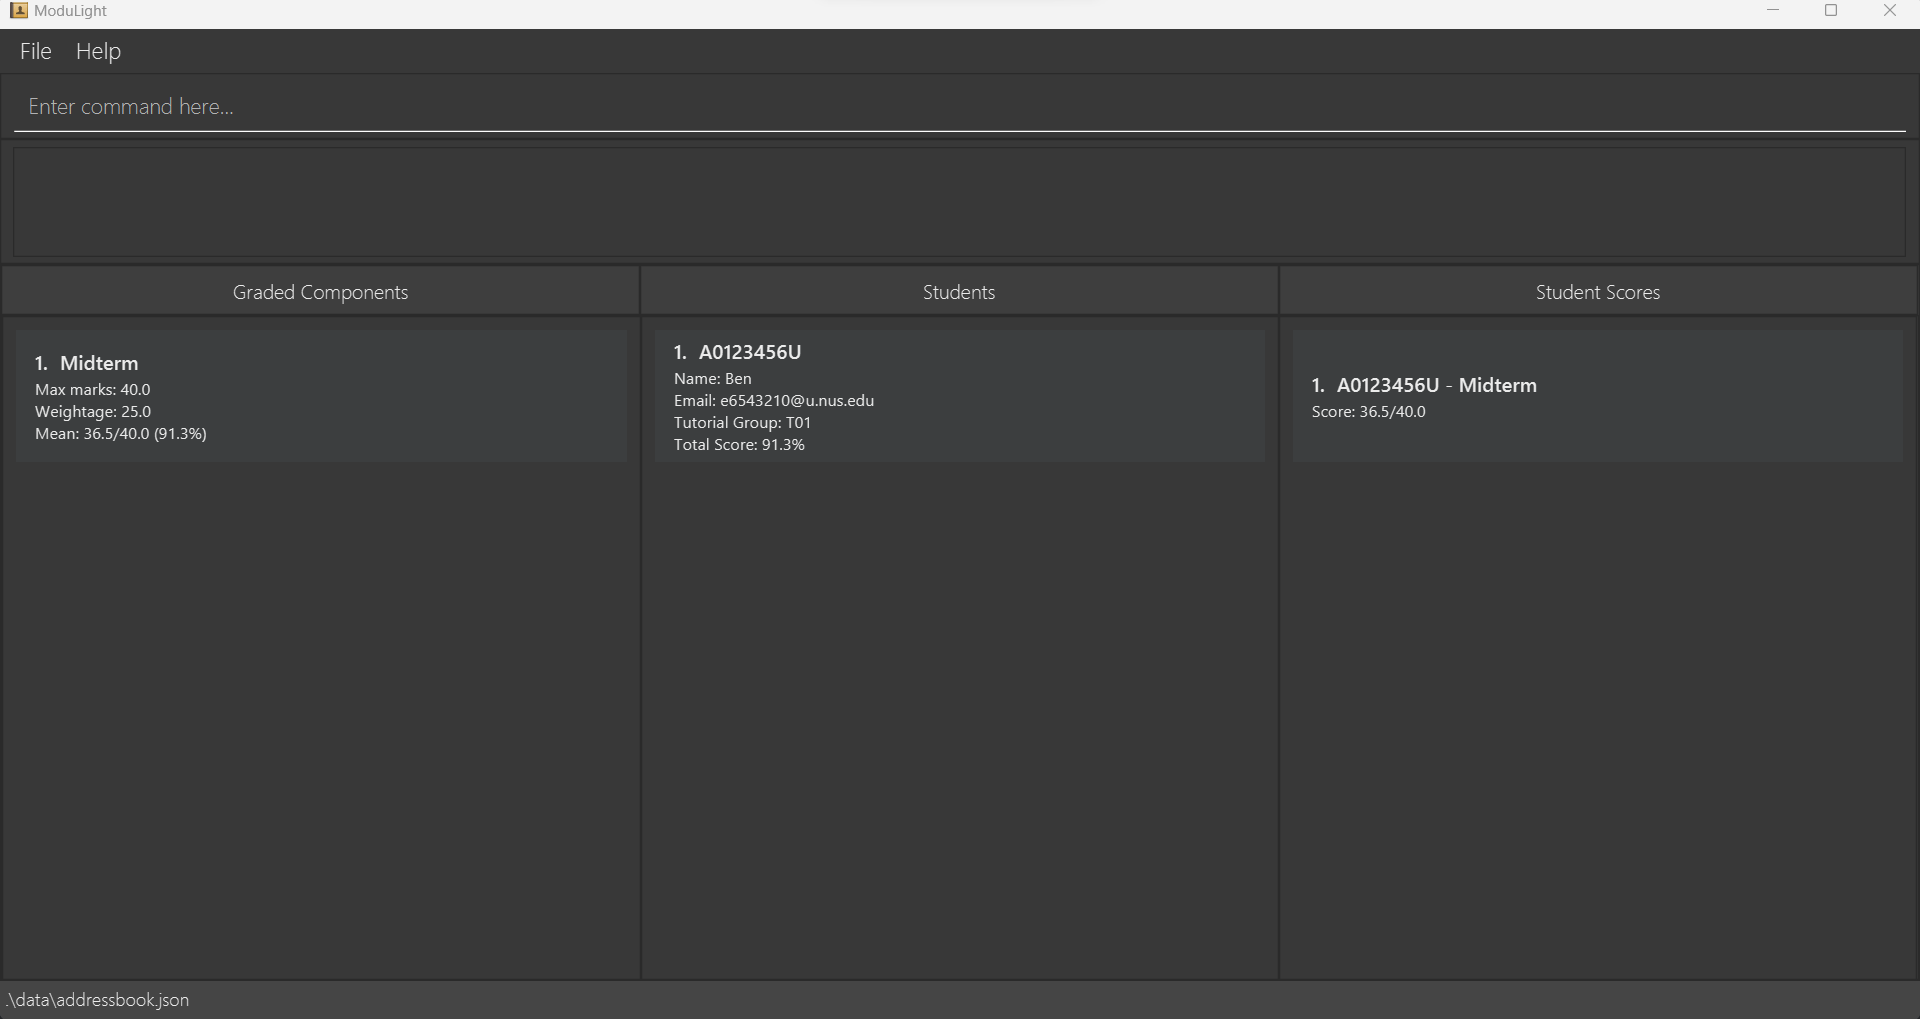 ModuLight
File Help
Enter command here...
Graded Components
Students
Student Scores
1. Midterm
Max marks: 40.0
Weightage: 25.0
Mean: 36.5/40.0 (91.3%)
1. A0123456U
Name: Ben
Email: e6543210@u.nus.edu
Tutorial Group: T01
Total Score: 91.3%
1. A0123456U - Midterm
Score: 36.5/40.0
.\data\addressbook.json